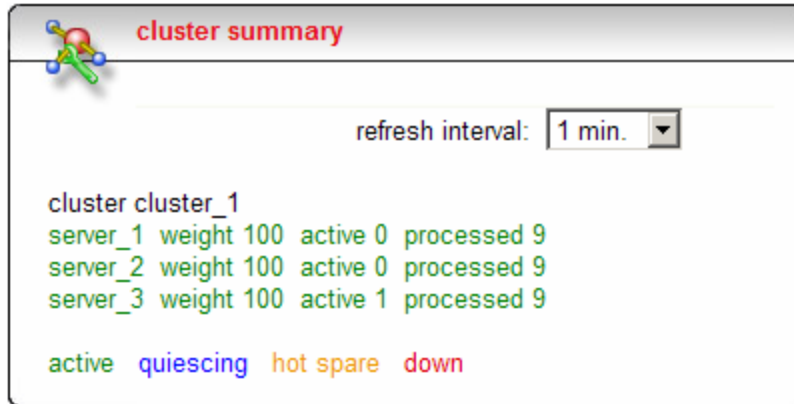 cluster summary
refresh interval: 1 min.
cluster cluster_1
server_1 weight 100 active 0 processed 9
server_2 weight 100 active 0 processed 9
server_3 weight 100 active 1 processed 9
active quiescing hot spare down